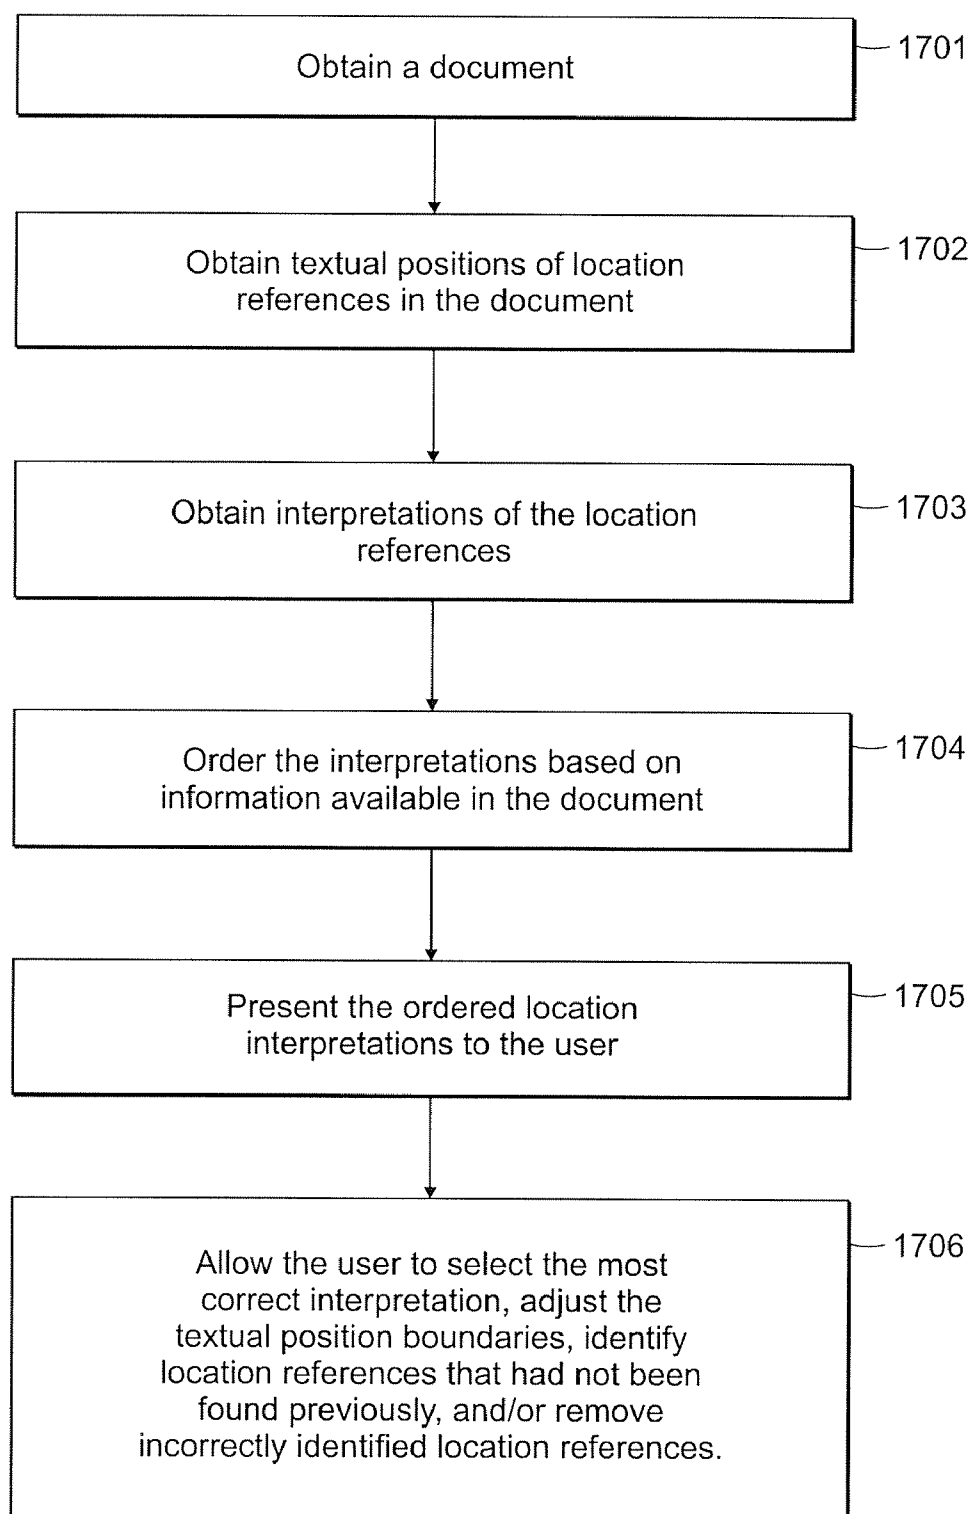 Obtain a document
1701
Obtain textual positions of location
references in the document
1702
Obtain interpretations of the location
references
1703
Order the interpretations based on
information available in the document
1704
Present the ordered location
interpretations to the user
1705
Allow the user to select the most
correct interpretation, adjust the
textual position boundaries, identify
location references that had not been
found previously, and/or remove
incorrectly identified location references.
1706